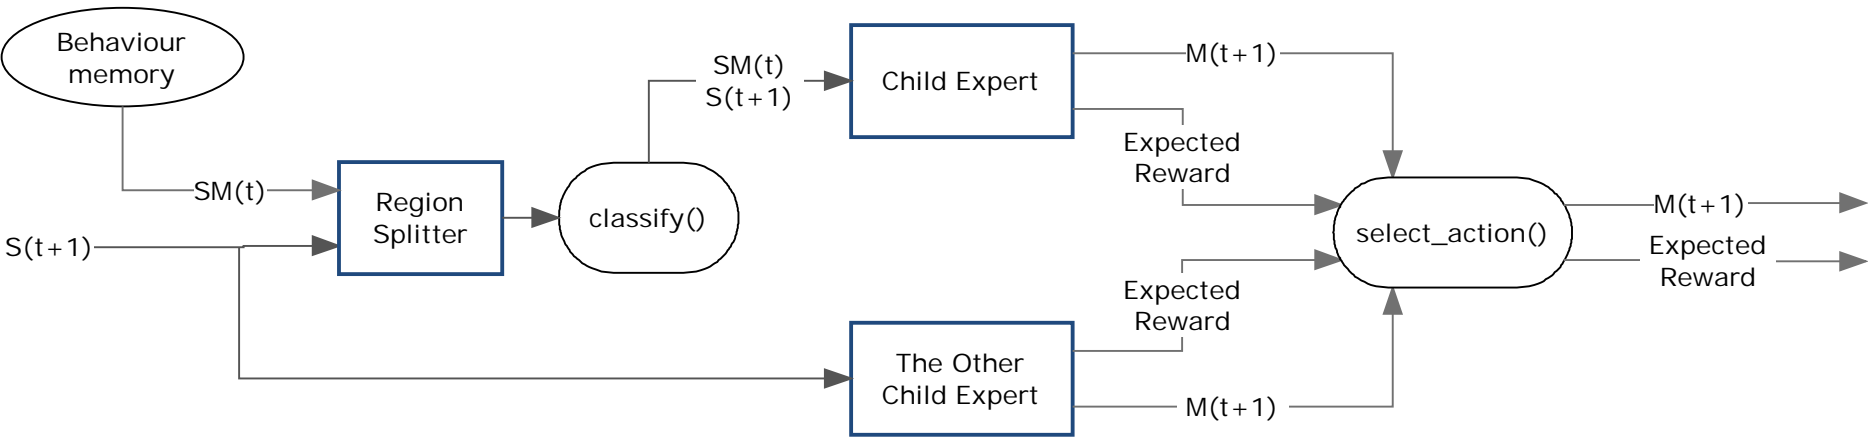 Behaviour
memory
SM(t)
S(t+1)
Region
Splitter
classify()
SM(t)
S(t+1)
Child Expert
M(t+1)
Expected
Reward
The Other
Child Expert
Expected
Reward
M(t+1)
select_action()
M(t+1)
Expected
Reward